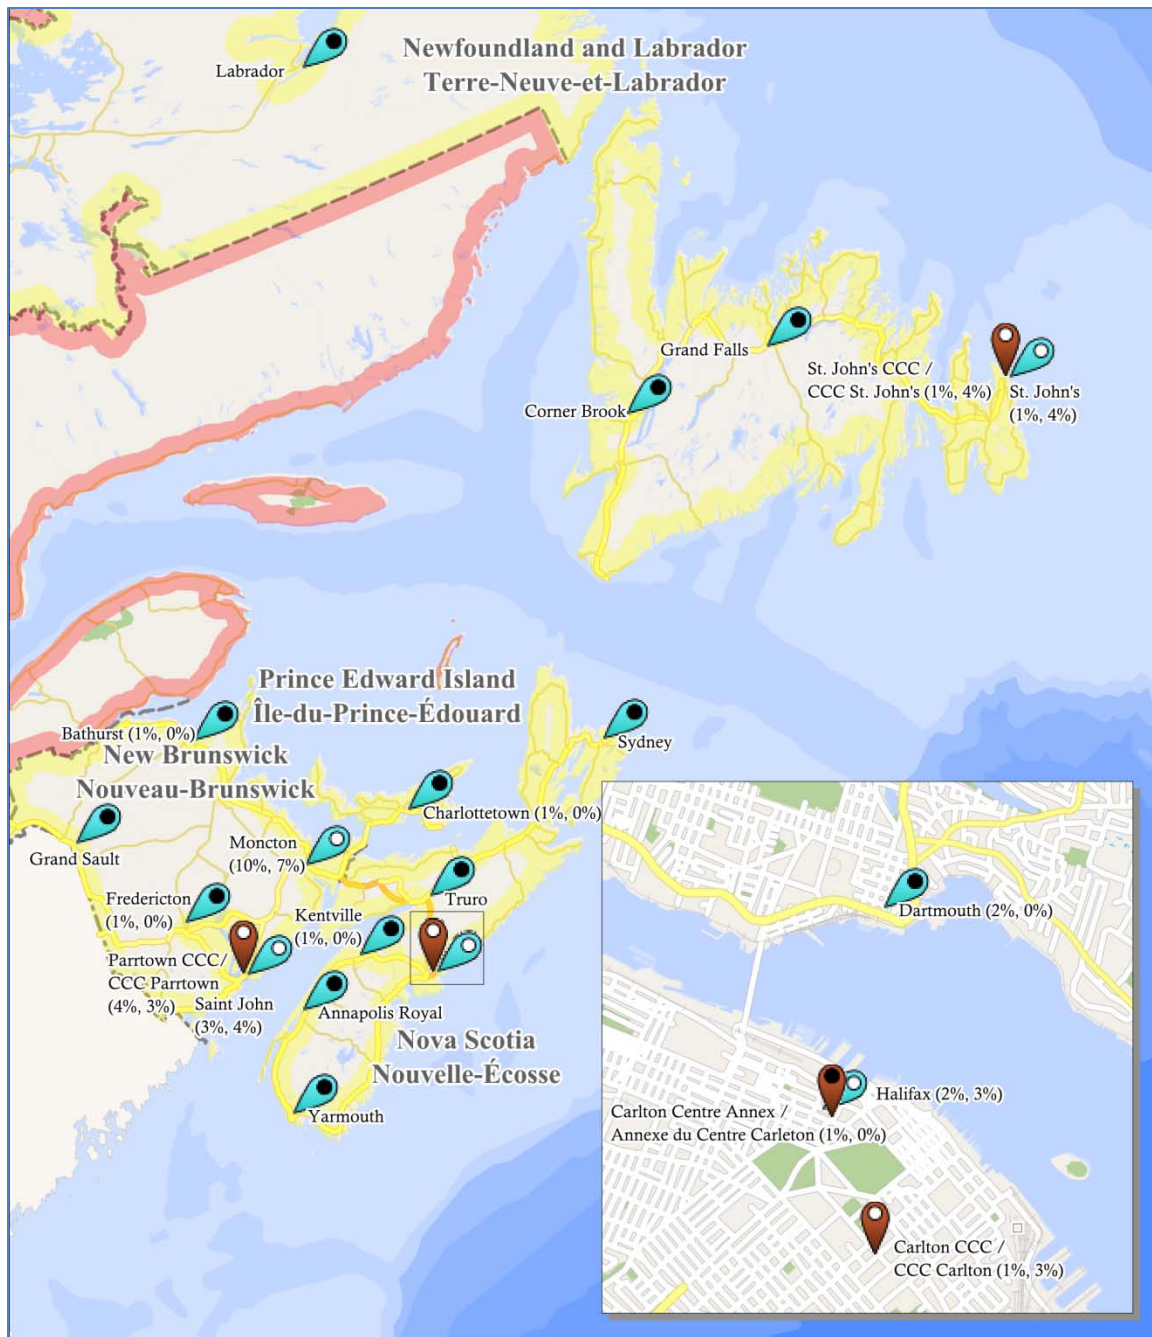 Newfoundland and Labrador
Terre-Neuve-et-Labrador
Labrador
Grand Falls
St. John's CCC /
CCC St. John's (1%, 4%)
St. John's
(1%, 4%)
Corner Brook
Prince Edward Island
Île-du-Prince-Édouard
Bathurst (1%, 0%)
New Brunswick
Nouveau-Brunswick
Sydney
Charlottetown (1%, 0%)
Grand Sault
Moncton
(10%, 7%)
Truro
Fredericton
(1%, 0%)
Kentville
(1%, 0%)
Parrtown CCC/
CCC Parrtown
(4%, 3%)
Saint John
(3%, 4%)
Annapolis Royal
Nova Scotia
Nouvelle-Écosse
Yarmouth
Dartmouth (2%, 0%)
Halifax (2%, 3%)
Carlton Centre Annex /
Annexe du Centre Carleton (1%, 0%)
Carlton CCC /
CCC Carlton (1%, 3%)